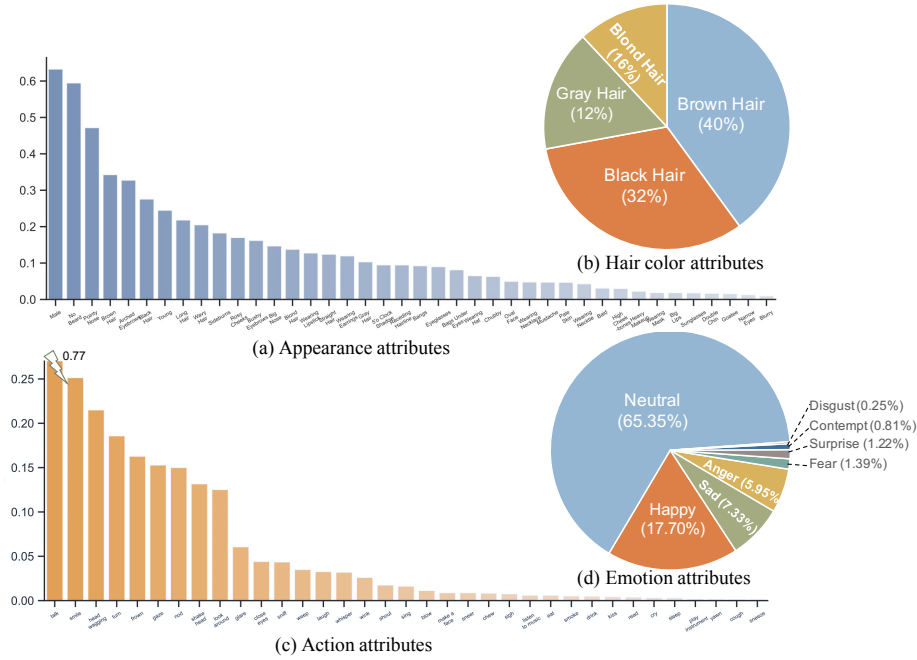 0.6
0.5
0.4
0.3
0.2
0.1
0.0
Male
No Beard
Pointy Nose
Brown Hair
Arched Eyebrows
Black Hair
Young
Long Hair
Wavy Hair
Sideburns
Rosy Cheeks
Bushy Eyebrows
Big Nose
Blond Hair
Wearing Lipstick
Straight Hair
Wearing Earrings
Gray Hair
5'o Clock Shadow
Receding Hairline
Bangs
Eyeglasses
Bags Under Eyes
Wearing Hat
Chubby
Oval Face
Wearing Necklace
Mustache
Pale Skin
Wearing Necktie
Bald
High Cheek -bones
Heavy Makeup
Wearing Mask
Big Lips
Sunglasses
Double Chin
Goatee
Narrow Eyes
Blurry
(a) Appearance attributes
Blond Hair
(16%)
Gray Hair
(12%)
Brown Hair
(40%)
Black Hair
(32%)
(b) Hair color attributes
0.77
0.25
0.20
0.15
0.10
0.05
0.00
talk
smile
head wagging
turn
frown
gaze
nod
shake head
look around
glare
close eyes
sniff
weep
laugh
whisper
wink
shout
sing
blow
make a face
sneer
chew
sigh
listen to music
eat
smoke
drink
kiss
read
cry
sleep
play instrument
yawn
cough
sneeze
(c) Action attributes
Neutral
(65.35%)
Disgust (0.25%)
Contempt (0.81%)
Surprise (1.22%)
Fear (1.39%)
Anger (5.95%)
Sad (7.33%)
Happy
(17.70%)
(d) Emotion attributes